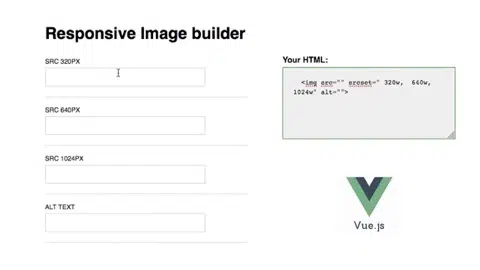 Responsive Image builder
SRC 320PX
SRC 640PX
SRC 1024PX
ALT TEXT
Your HTML:
<img src="" srcset=" 320w,  640w,
1024w" alt="">
Vue.js